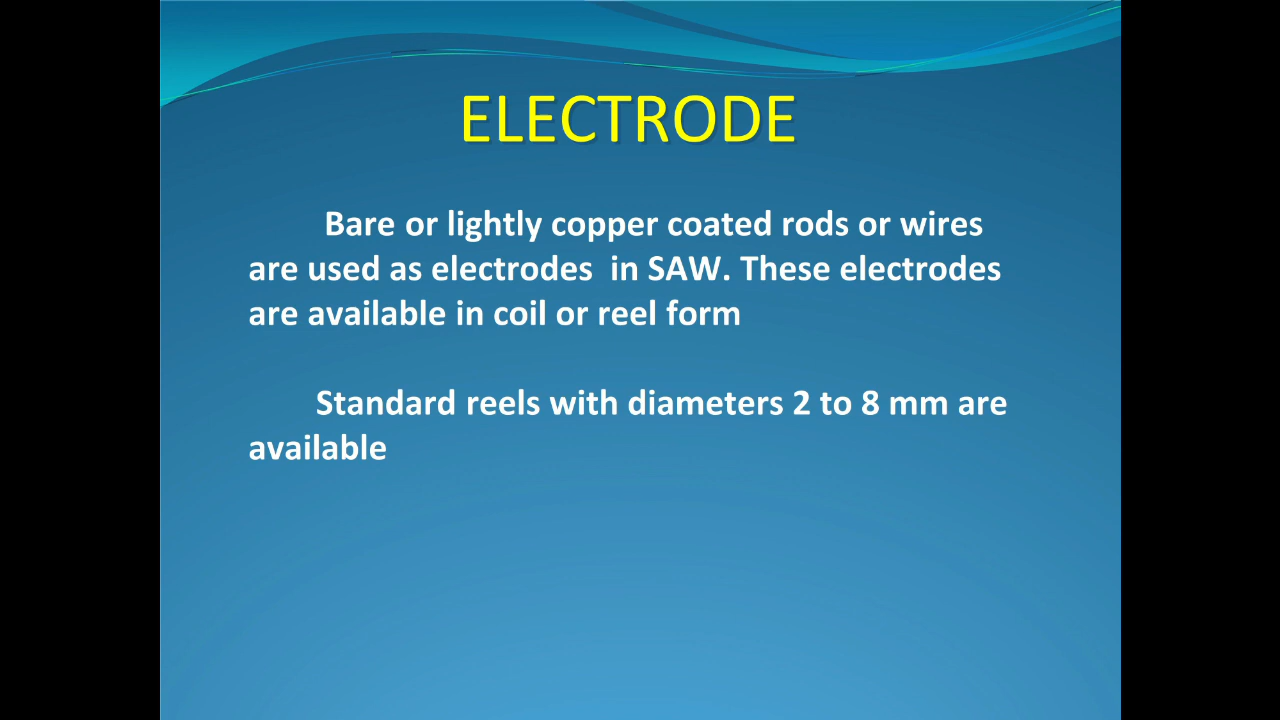 ELECTRODE
Bare or lightly copper coated rods or wires
are used as electrodes  in SAW. These electrodes
are available in coil or reel form
Standard reels with diameters 2 to 8 mm are
available